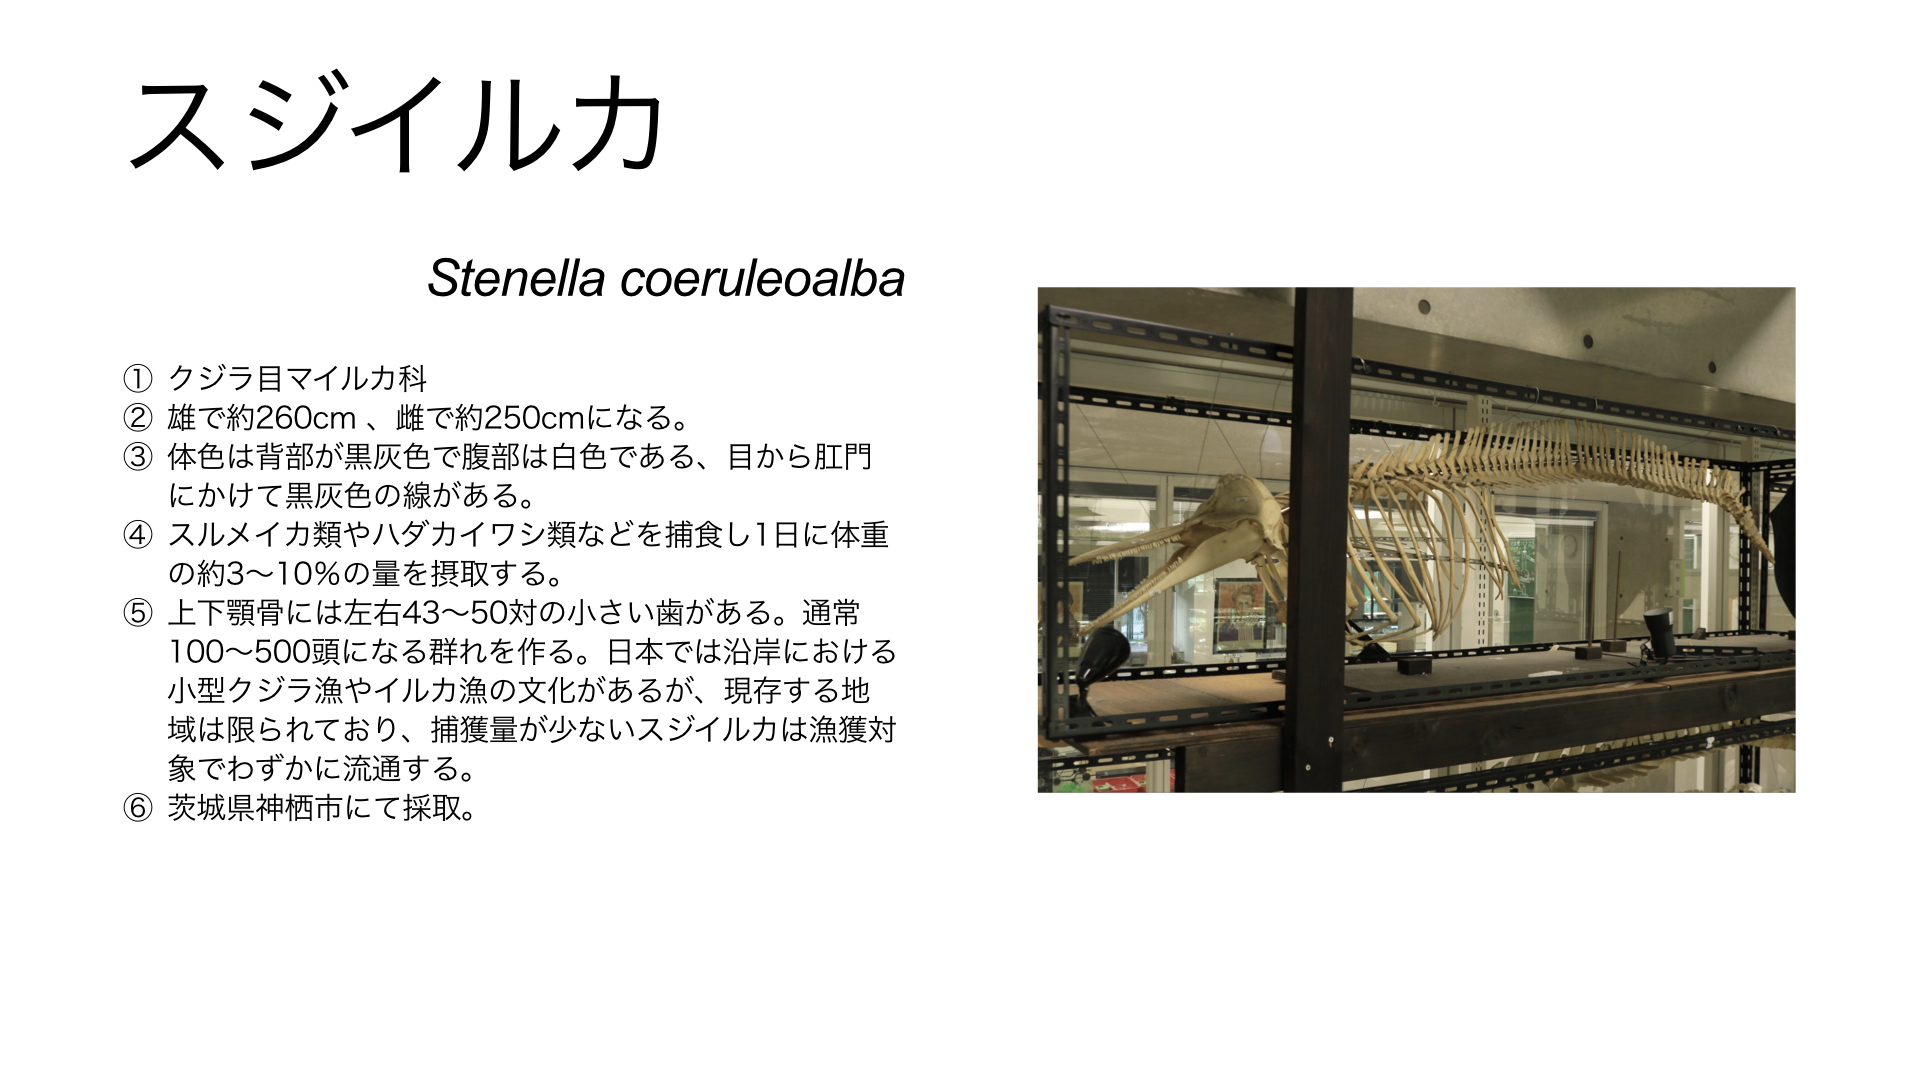 スジイルカ
Stenella coeruleoalba
① クジラ目マイルカ科
② 雄で約260cm 、雌で約250cmになる。
③ 体色は背部が黒灰色で腹部は白色である、目から肛門
にかけて黒灰色の線がある。
④ スルメイカ類やハダカイワシ類などを捕食し1日に体重
の約3〜10％の量を摂取する。
⑤ 上下顎骨には左右43〜50対の小さい歯がある。通常
100〜500頭になる群れを作る。日本では沿岸における
小型クジラ漁やイルカ漁の文化があるが、現存する地
域は限られており、捕獲量が少ないスジイルカは漁獲対
象でわずかに流通する。
⑥ 茨城県神栖市にて採取。